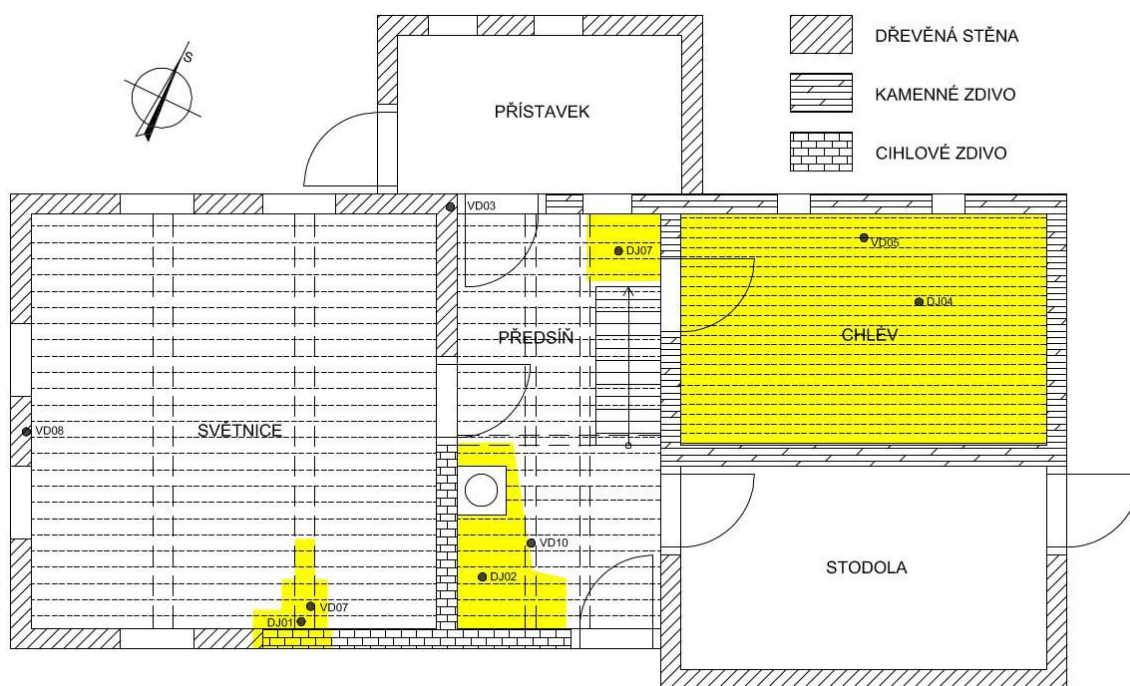 S
DŘEVĚNÁ STĚNA
KAMENNÉ ZDIVO
CIHLOVÉ ZDIVO
PŘÍSTAVEK
VD03
DJ07
VD05
DJ04
PŘEDSÍŇ
CHLÉV
VD08
SVĚTNICE
VD10
DJ02
STODOLA
VD07
DJ01